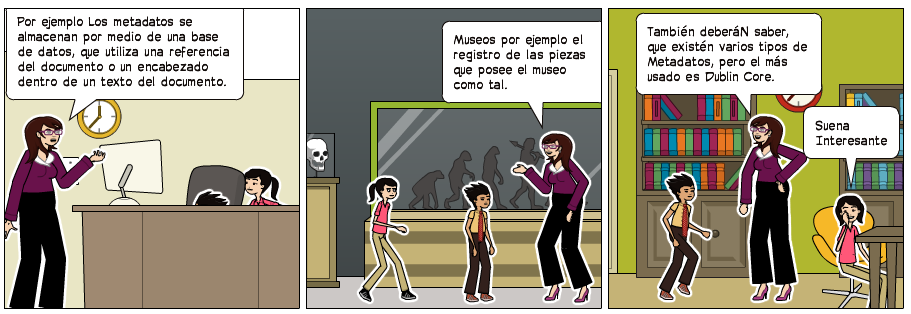 Por ejemplo Los metadatos se
almacenan por medio de una base
de datos, que utiliza una referencia
del documento o un encabezado
dentro de un texto del documento.
Museos por ejemplo el
registro de las piezas
que posee el museo
como tal.
También deberáN saber,
que existén varios tipos de
Metadatos, pero el más
usado es Dublin Core.
Suena
Interesante